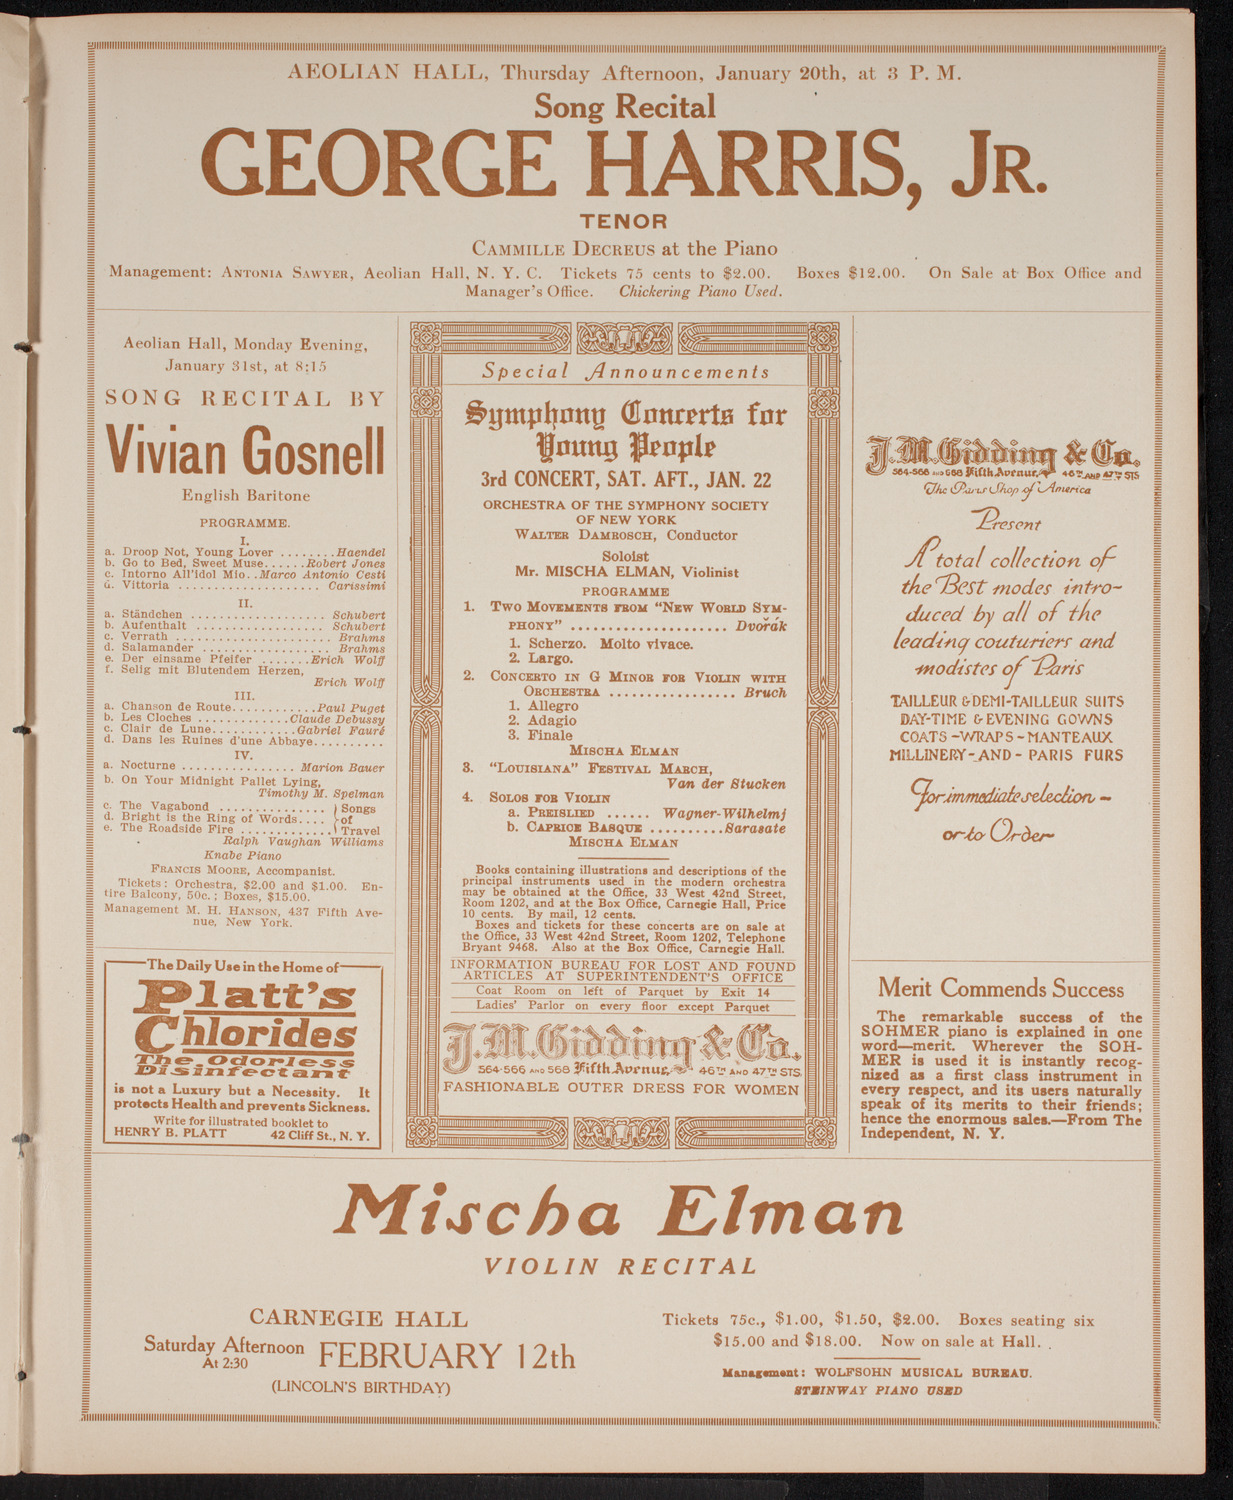 AEOLIAN HALL, Thursday Afternoon, January 20th, at 3 P. M.
Song Recital
GEORGE HARRIS, JR.
TENOR
CAMMILLE DECREUS at the Piano
Management: ANTONIA SAWYER, Aeolian Hall, N. Y. C. Tickets 75 cents to $2.00. Boxes $12.00. On Sale at Box Office and
Manager's Office. Chickering Piano Used.
Aeolian Hall, Monday Evening,
January 31st, at 8:15
SONG RECITAL BY
Vivian Gosnell
English Baritone
PROGRAMME.
I.
a. Droop Not, Young Lover ........Haendel
b. Go to Bed, Sweet Muse......Robert Jones
c. Intorno All'idol Mio..Marco Antonio Cesti
d. Vittoria .................... Carissimi
II.
a. Ständchen ................... Schubert
b. Aufenthalt ................... Schubert
c. Verrath ....................... Brahms
d. Salamander .................. Brahms
e. Der einsame Pfeifer .......Erich Wolff
f. Selig mit Blutendem Herzen,
Erich Wolff
III.
a. Chanson de Route............Paul Puget
b. Les Cloches .............Claude Debussy
c. Clair de Lune............Gabriel Fauré
d. Dans les Ruines d'une Abbaye..........
IV.
a. Nocturne ................ Marion Bauer
b. On Your Midnight Pallet Lying,
Timothy M. Spelman
c. The Vagabond ............... ) Songs
d. Bright is the Ring of Words.... } of
e. The Roadside Fire ............. ) Travel
Ralph Vaughan Williams
Knabe Piano
FRANCIS MOORE, Accompanist.
Tickets: Orchestra, $2.00 and $1.00. En-
tire Balcony, 50c.; Boxes, $15.00.
Management M. H. HANSON, 437 Fifth Ave-
nue, New York.
The Daily Use in the Home of
Platt's
Chlorides
The Odorless
Disinfectant
is not a Luxury but a Necessity. It
protects Health and prevents Sickness.
Write for illustrated booklet to
HENRY B. PLATT 42 Cliff St., N. Y.
Special Announcements
Symphony Concerts for
Young People
3rd CONCERT, SAT. AFT., JAN. 22
ORCHESTRA OF THE SYMPHONY SOCIETY
OF NEW YORK
WALTER DAMROSCH, Conductor
Soloist
Mr. MISCHA ELMAN, Violinist
PROGRAMME
1. TWO MOVEMENTS FROM "NEW WORLD SYM-
PHONY" .................... Dvořák
1. Scherzo. Molto vivace.
2. Largo.
2. CONCERTO IN G MINOR FOR VIOLIN WITH
ORCHESTRA ................ Bruch
1. Allegro
2. Adagio
3. Finale
MISCHA ELMAN
3. "LOUISIANA" FESTIVAL MARCH,
Van der Stucken
4. SOLOS FOR VIOLIN
a. PREISLIED ...... Wagner-Wilhelmj
b. CAPRICE BASQUE ..........Sarasate
MISCHA ELMAN
Books containing illustrations and descriptions of the
principal instruments used in the modern orchestra
may be obtained at the Office, 33 West 42nd Street,
Room 1202, and at the Box Office, Carnegie Hall, Price
10 cents. By mail, 12 cents.
Boxes and tickets for these concerts are on sale at
the Office, 33 West 42nd Street, Room 1202, Telephone
Bryant 9468. Also at the Box Office, Carnegie Hall.
INFORMATION BUREAU FOR LOST AND FOUND
ARTICLES AT SUPERINTENDENT'S OFFICE
Coat Room on left of Parquet by Exit 14
Ladies' Parlor on every floor except Parquet
J.M. Gidding & Co.
564-566 AND 568 Fifth Avenue, 46TH AND 47TH STS.
FASHIONABLE OUTER DRESS FOR WOMEN
J.M. Gidding & Co.
564-566 AND 568 Fifth Avenue, 46TH AND 47TH STS
The Paris Shop of America
Present
A total collection of
the Best modes intro-
duced by all of the
leading couturiers and
modistes of Paris
TAILLEUR & DEMI-TAILLEUR SUITS
DAY-TIME & EVENING GOWNS
COATS - WRAPS - MANTEAUX
MILLINERY - AND - PARIS FURS
For immediate selection -
or to Order
Merit Commends Success
The remarkable success of the
SOHMER piano is explained in one
word—merit. Wherever the SOH-
MER is used it is instantly recog-
nized as a first class instrument in
every respect, and its users naturally
speak of its merits to their friends;
hence the enormous sales.—From The
Independent, N. Y.
Mischa Elman
VIOLIN RECITAL
CARNEGIE HALL
Saturday Afternoon
At 2:30
FEBRUARY 12th
(LINCOLN'S BIRTHDAY)
Tickets 75c., $1.00, $1.50, $2.00. Boxes seating six
$15.00 and $18.00. Now on sale at Hall.
Management: WOLFSOHN MUSICAL BUREAU.
STEINWAY PIANO USED